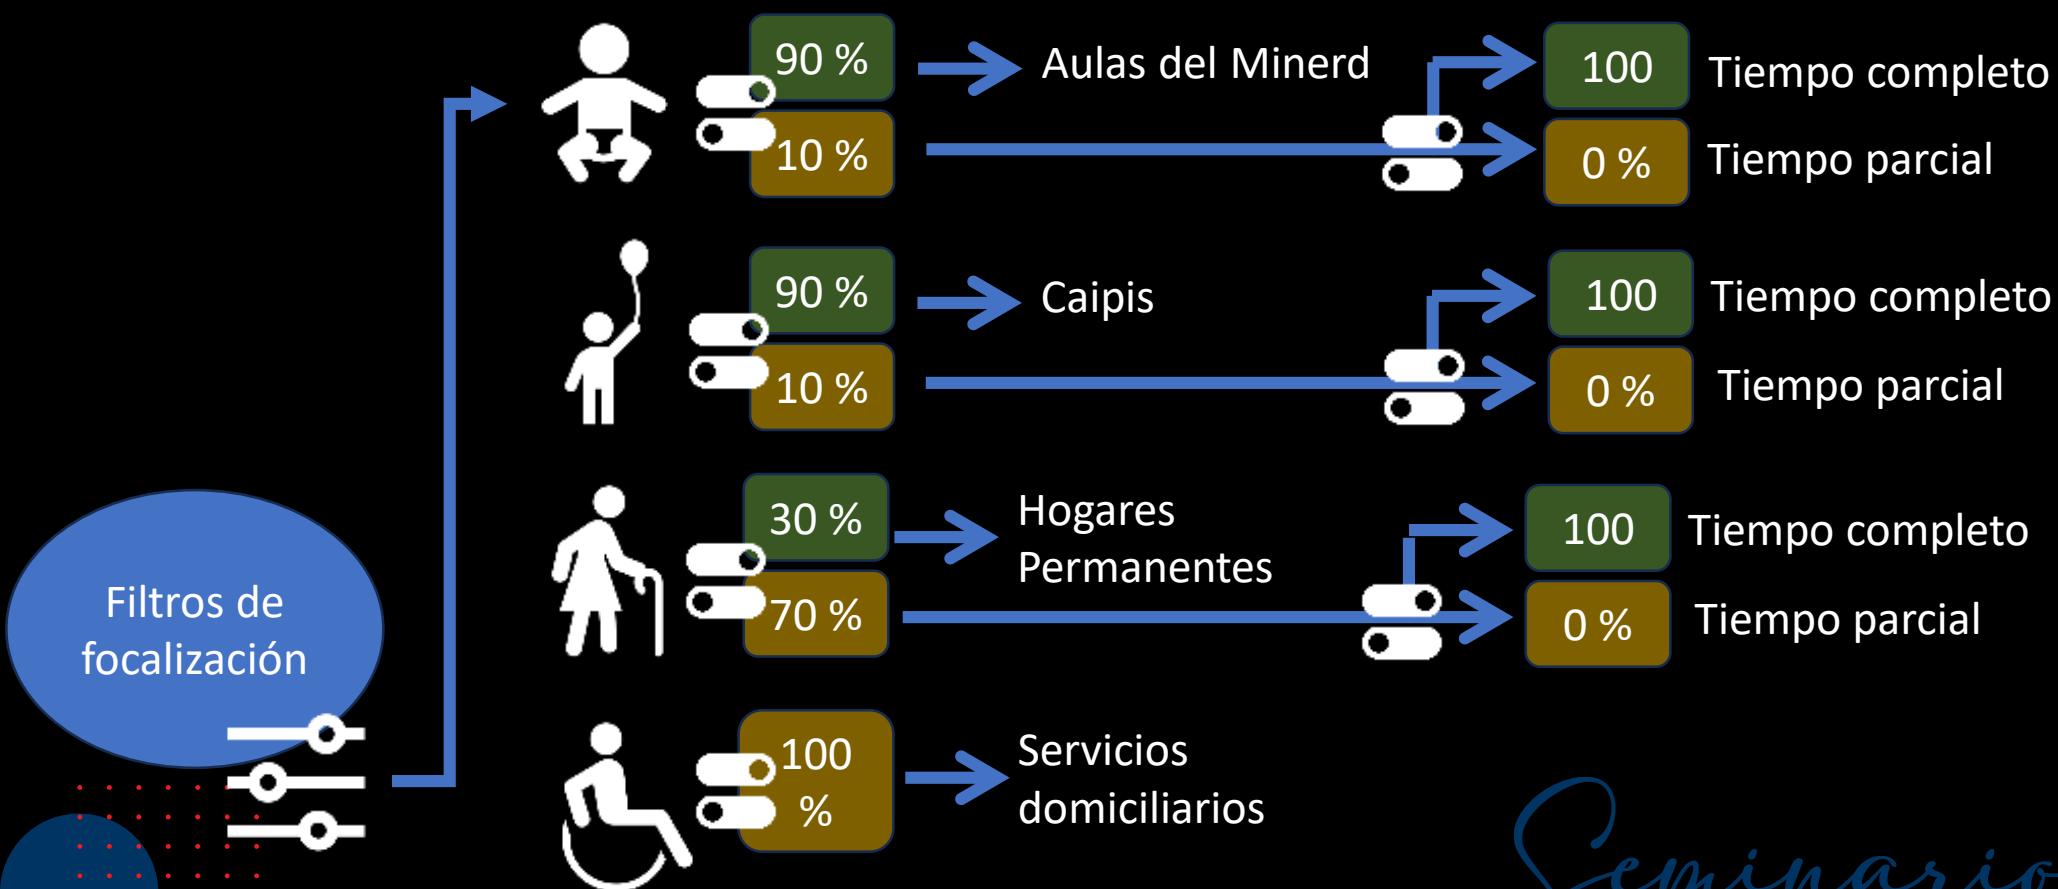 90 %
Aulas del Minerd
100
Tiempo completo
10 %
0 %
Tiempo parcial
90 %
Caipis
100
Tiempo completo
10 %
0 %
Tiempo parcial
30 %
Hogares
Permanentes
100
Tiempo completo
70 %
0 %
Tiempo parcial
Filtros de
focalización
100
%
Servicios
domiciliarios
Seminario